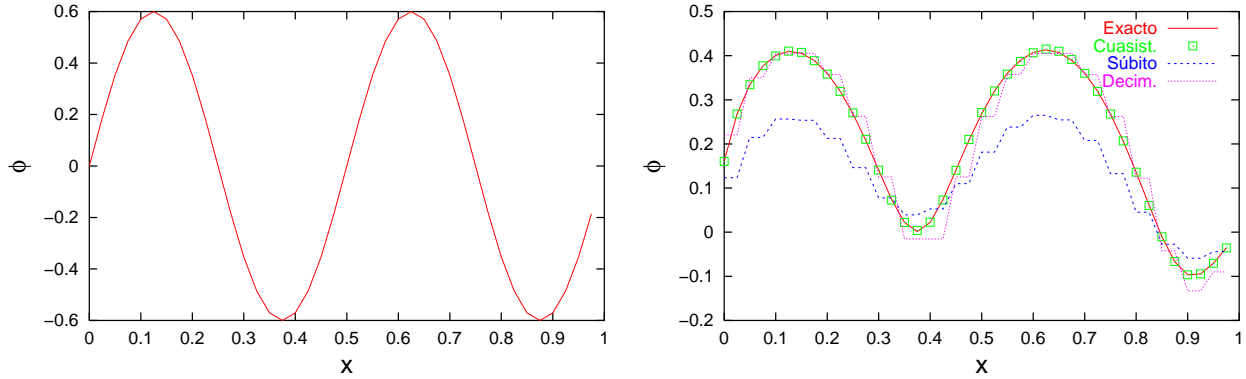 0.6
0.4
0.2
0
−0.2
−0.4
−0.6
ϕ
0 0.1 0.2 0.3 0.4 0.5 0.6 0.7 0.8 0.9 1
x
0.5
0.4
0.3
0.2
0.1
0
−0.1
−0.2
ϕ
Exacto
Cuasist.
Súbito
Decim.
0 0.1 0.2 0.3 0.4 0.5 0.6 0.7 0.8 0.9 1
x